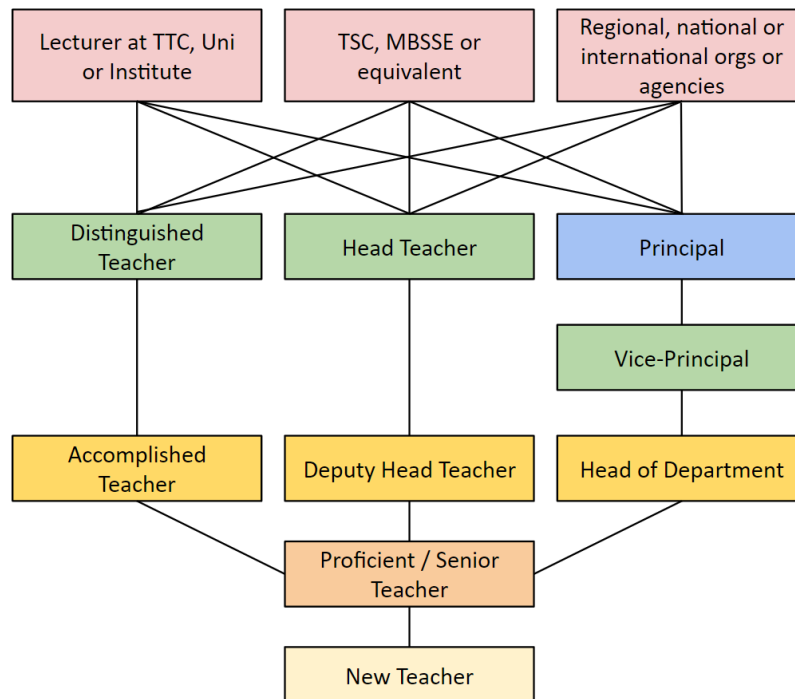 Lecturer at TTC, Uni
or Institute
TSC, MBSSE or
equivalent
Regional, national or
international orgs or
agencies
Distinguished
Teacher
Head Teacher
Principal
Vice-Principal
Accomplished
Teacher
Deputy Head Teacher
Head of Department
Proficient / Senior
Teacher
New Teacher